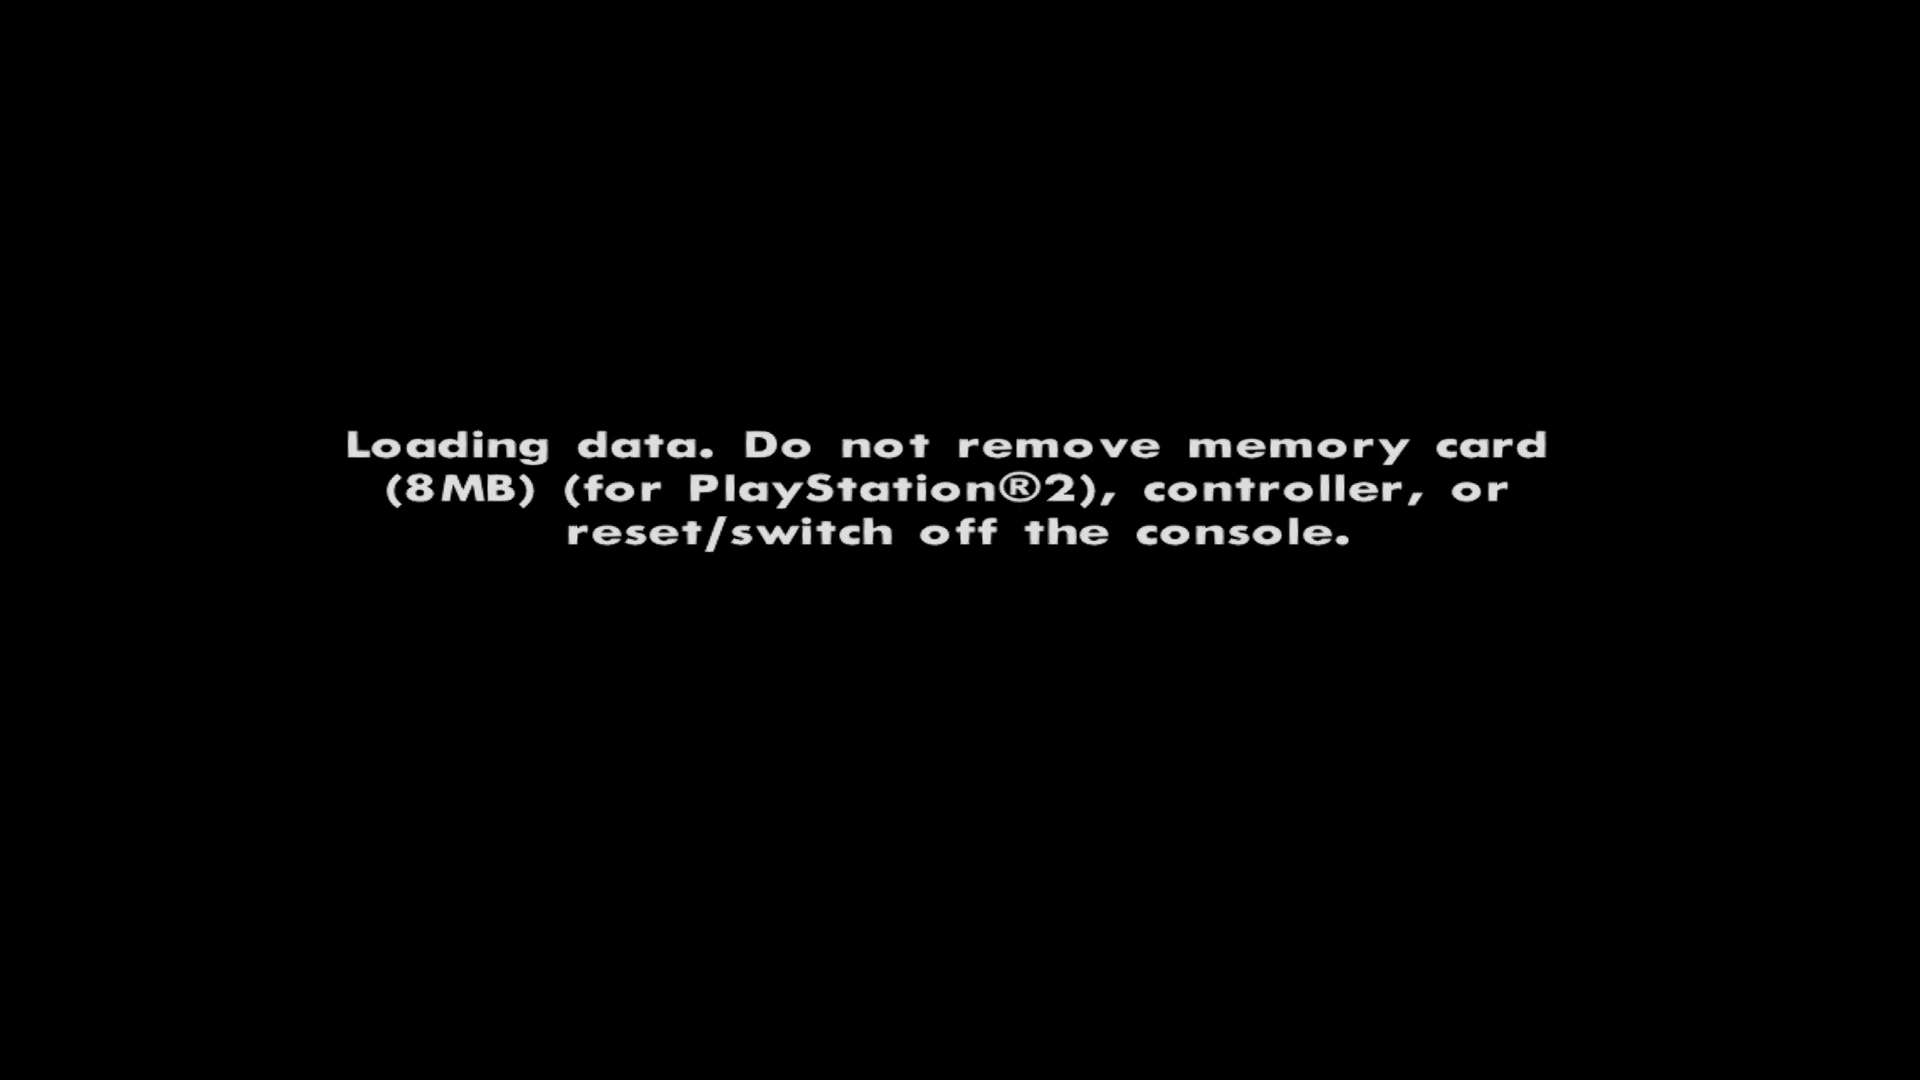 Loading data. Do not remove memory card
(8MB) (for PlayStation®2), controller, or
reset/switch off the console.